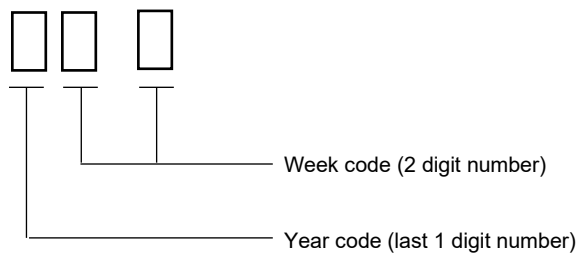 Week code (2 digit number)
Year code (last 1 digit number)